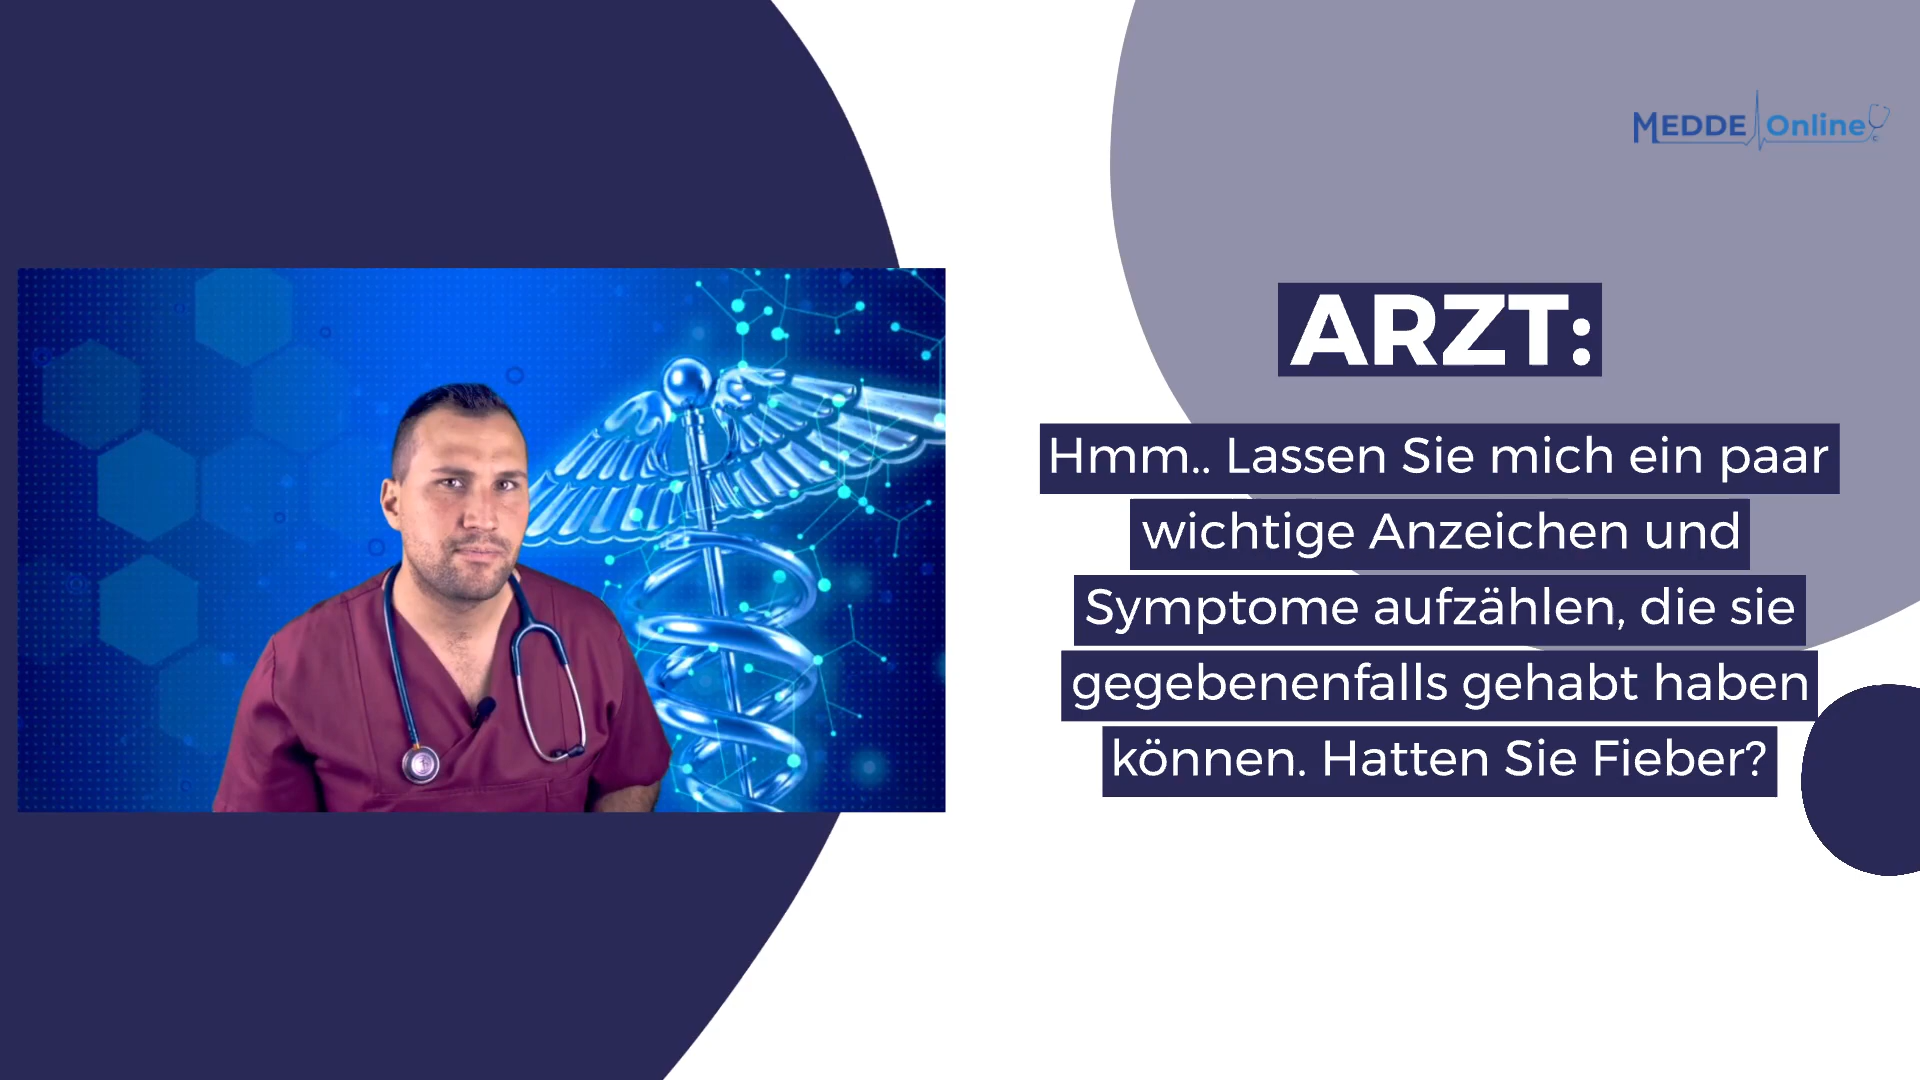 MEDDE Online
ARZT:
Hmm.. Lassen Sie mich ein paar
wichtige Anzeichen und
Symptome aufzählen, die sie
gegebenenfalls gehabt haben
können. Hatten Sie Fieber?